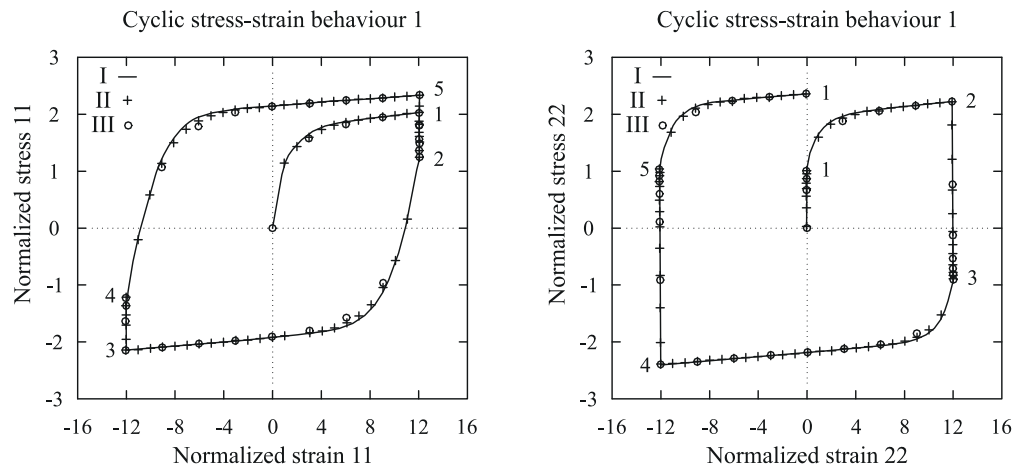 Cyclic stress-strain behaviour 1
3
2
1
0
-1
-2
-3
Normalized stress 11
I
II
III
5
1
2
4
3
-16 -12 -8 -4 0 4 8 12 16
Normalized strain 11
Cyclic stress-strain behaviour 1
3
2
1
0
-1
-2
-3
Normalized stress 22
I
II
III
1
2
5
1
3
4
-16 -12 -8 -4 0 4 8 12 16
Normalized strain 22